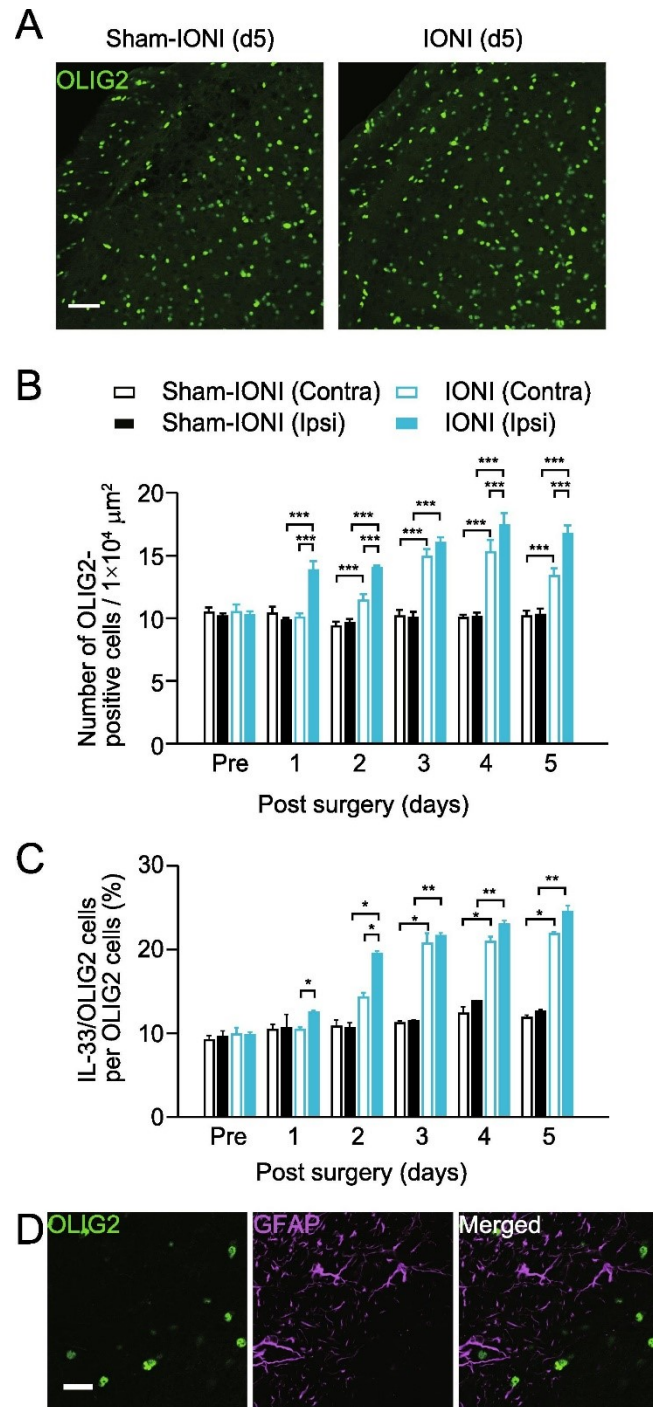 A
Sham-IONI (d5) IONI (d5)
OLIG2
B
Sham-IONI (Contra) IONI (Contra)
Sham-IONI (Ipsi) IONI (Ipsi)
Number of OLIG2-
positive cells / 1×10⁴ μm²
20
15
10
5
0
*** *** *** *** ***
*** *** *** *** *** *** *** *** ***
Pre 1 2 3 4 5
Post surgery (days)
C
IL-33/OLIG2 cells
per OLIG2 cells (%)
30
20
10
0
* * * ** * ** * ** *
Pre 1 2 3 4 5
Post surgery (days)
D
OLIG2 GFAP Merged